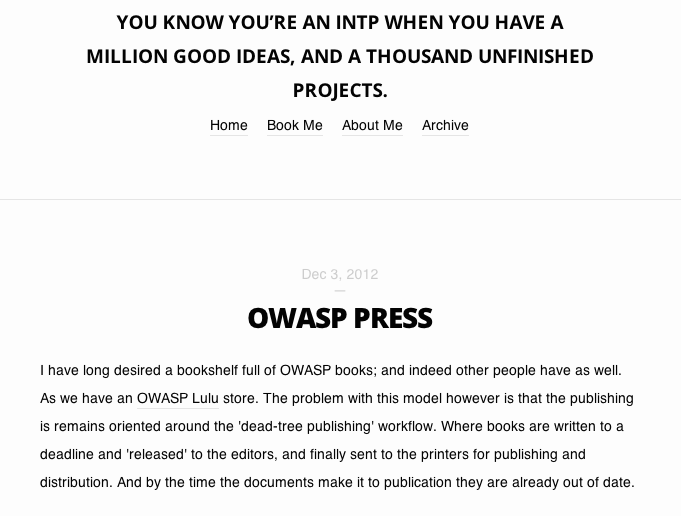 YOU KNOW YOU’RE AN INTP WHEN YOU HAVE A
MILLION GOOD IDEAS, AND A THOUSAND UNFINISHED
PROJECTS.
Home Book Me About Me Archive
Dec 3, 2012
—
OWASP PRESS
I have long desired a bookshelf full of OWASP books; and indeed other people have as well.
As we have an OWASP Lulu store. The problem with this model however is that the publishing
is remains oriented around the 'dead-tree publishing' workflow. Where books are written to a
deadline and 'released' to the editors, and finally sent to the printers for publishing and
distribution. And by the time the documents make it to publication they are already out of date.